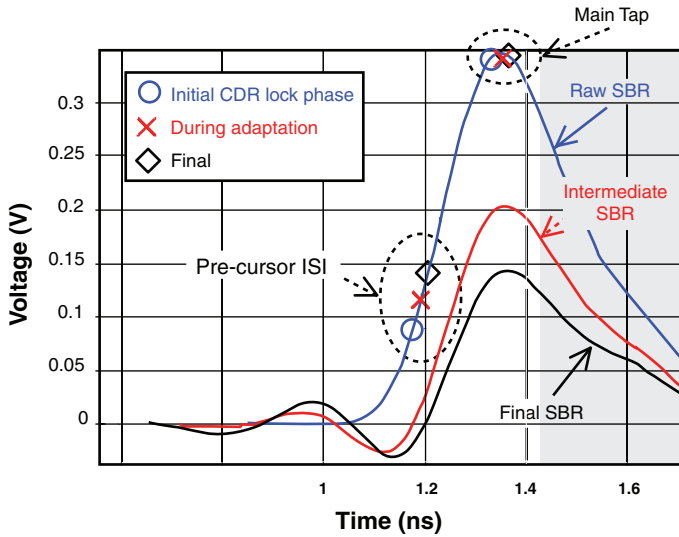 Main Tap
0.3
0.25
0.2
0.15
0.1
0.05
0
Voltage (V)
Initial CDR lock phase
During adaptation
Final
Raw SBR
Intermediate
SBR
Pre-cursor ISI
Final SBR
1
1.2
1.4
1.6
Time (ns)